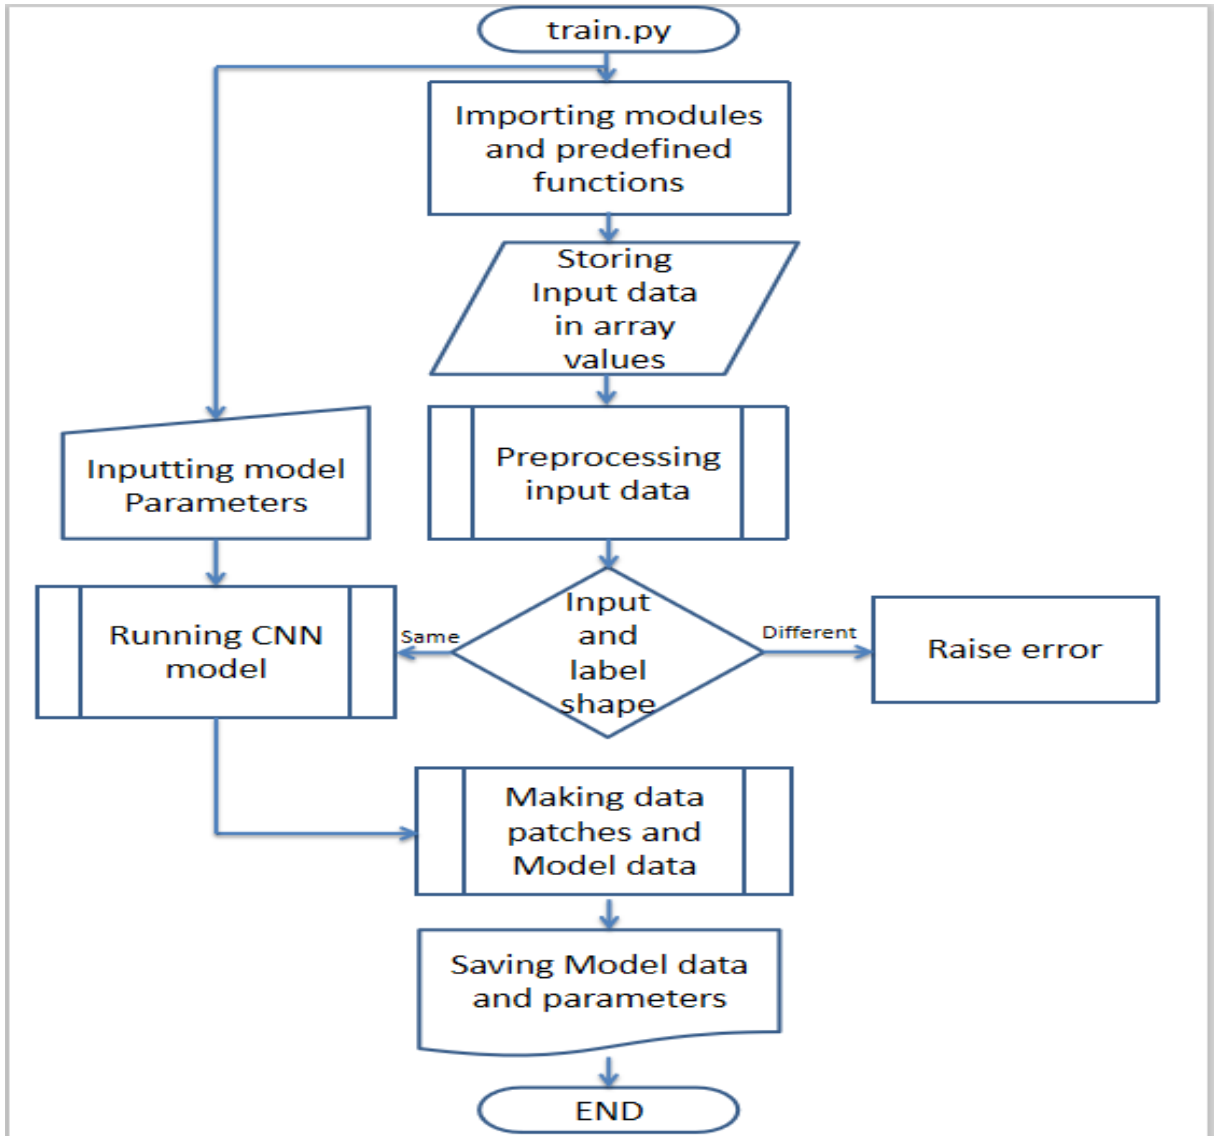 train.py
Importing modules
and predefined
functions
Storing
Input data
in array
values
Inputting model
Parameters
Preprocessing
input data
Running CNN
model
Same
Input
and
label
shape
Different
Raise error
Making data
patches and
Model data
Saving Model data
and parameters
END